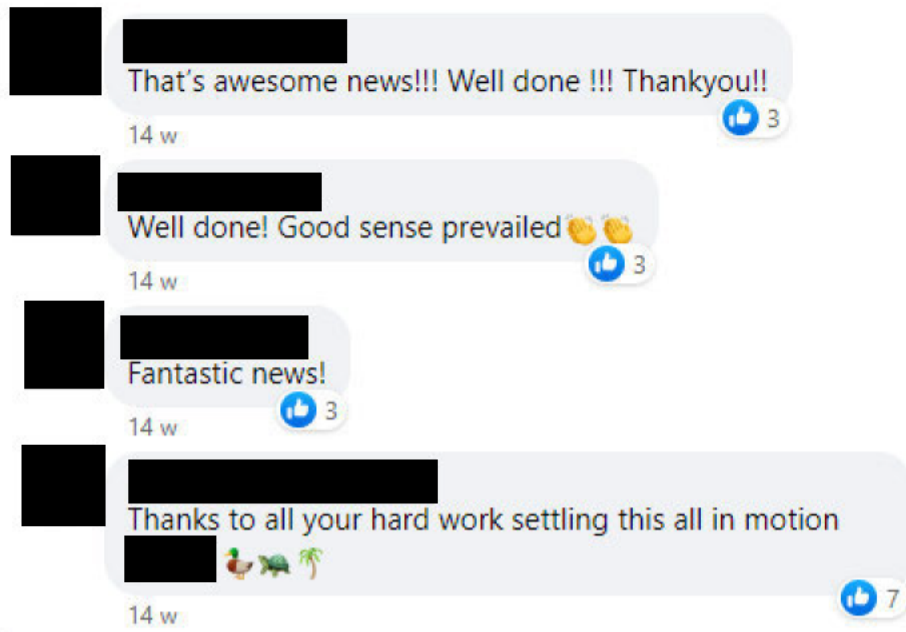 That's awesome news!!! Well done !!! Thankyou!!
3
14 w
Well done! Good sense prevailed👏👏
3
14 w
Fantastic news!
3
14 w
Thanks to all your hard work settling this all in motion
🦆🐢🌴
7
14 w